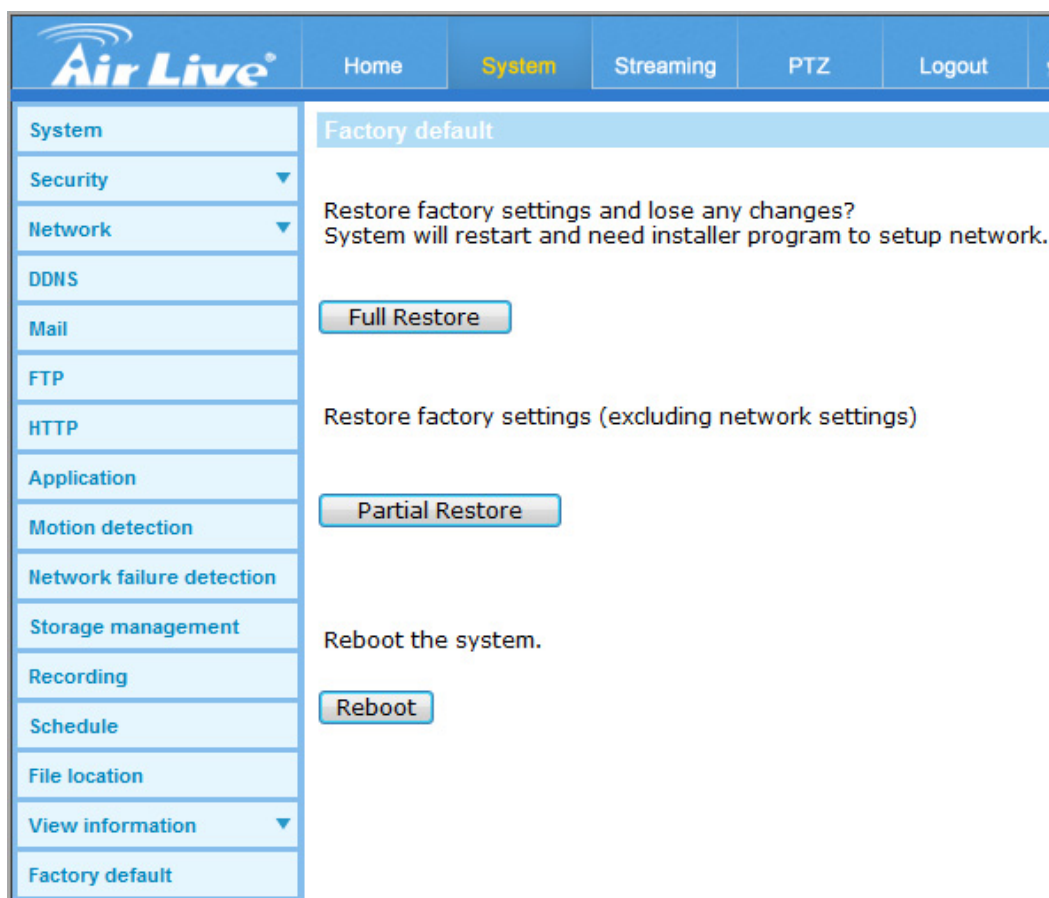 Air Live®
Home System Streaming PTZ Logout
System
Security
Network
DDNS
Mail
FTP
HTTP
Application
Motion detection
Network failure detection
Storage management
Recording
Schedule
File location
View information
Factory default
Factory default
Restore factory settings and lose any changes?
System will restart and need installer program to setup network.
Full Restore
Restore factory settings (excluding network settings)
Partial Restore
Reboot the system.
Reboot